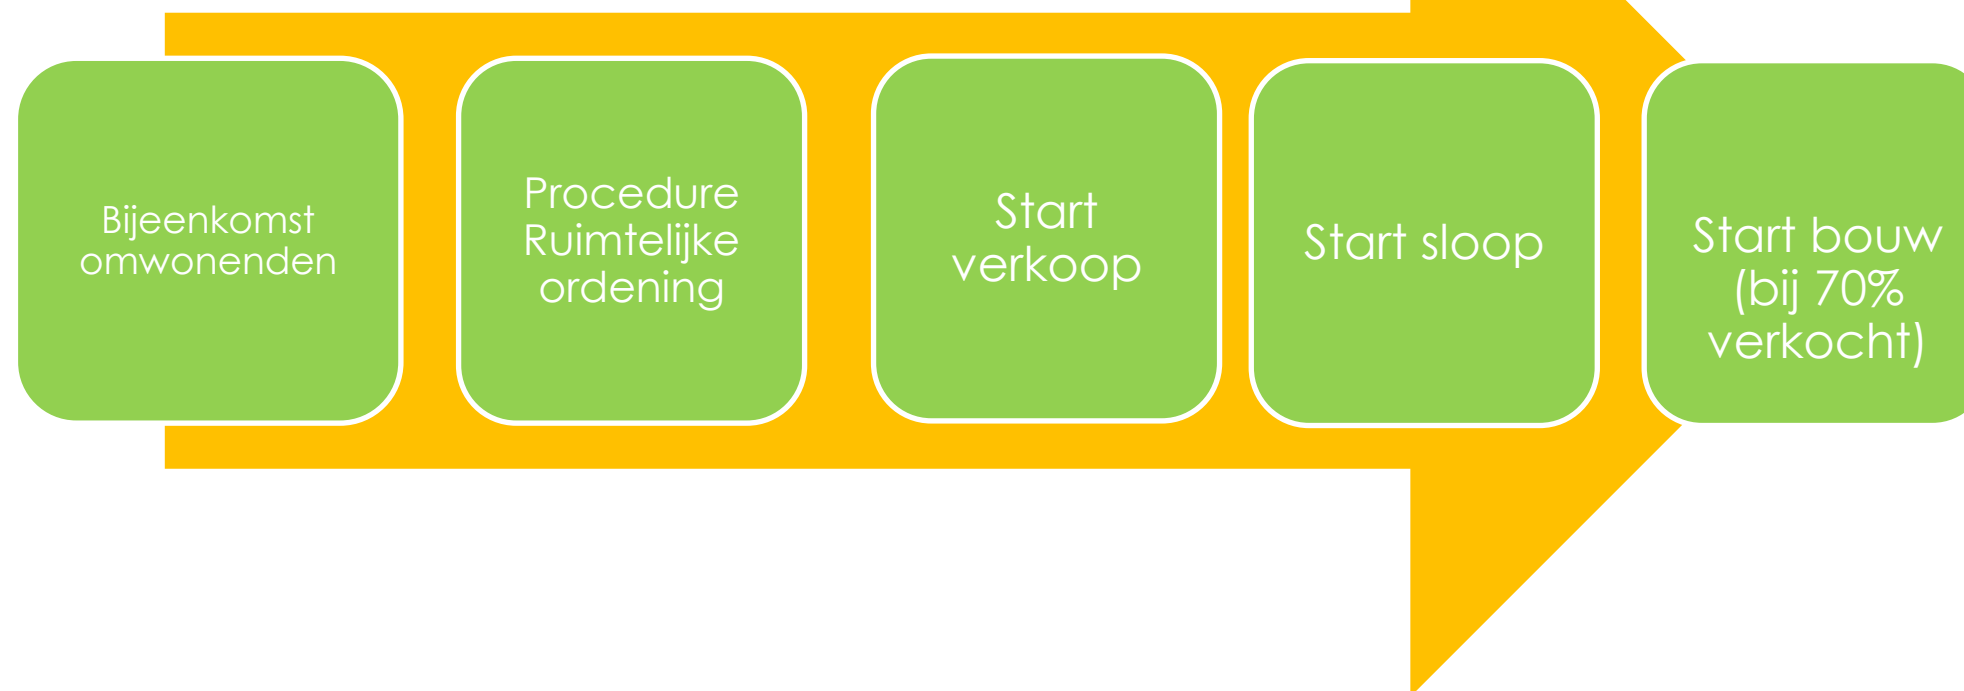 Bijeenkomst
omwonenden
Procedure
Ruimtelijke
ordening
Start
verkoop
Start sloop
Start bouw
(bij 70%
verkocht)